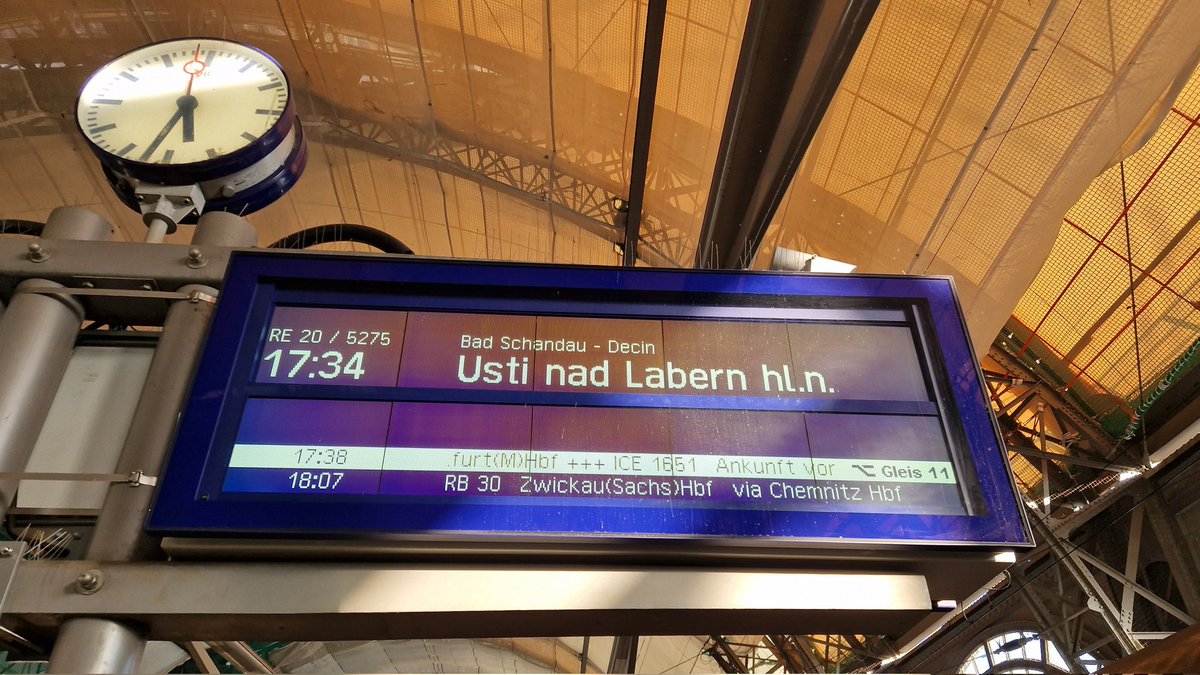 RE 20 / 5275
17:34
Bad Schandau - Decin
Usti nad Labern hl.n.
17:38 .furt(M)Hbf +++ ICE 1651 Ankunft vor Gleis 11
18:07 RB 30 Zwickau(Sachs)Hbf via Chemnitz Hbf